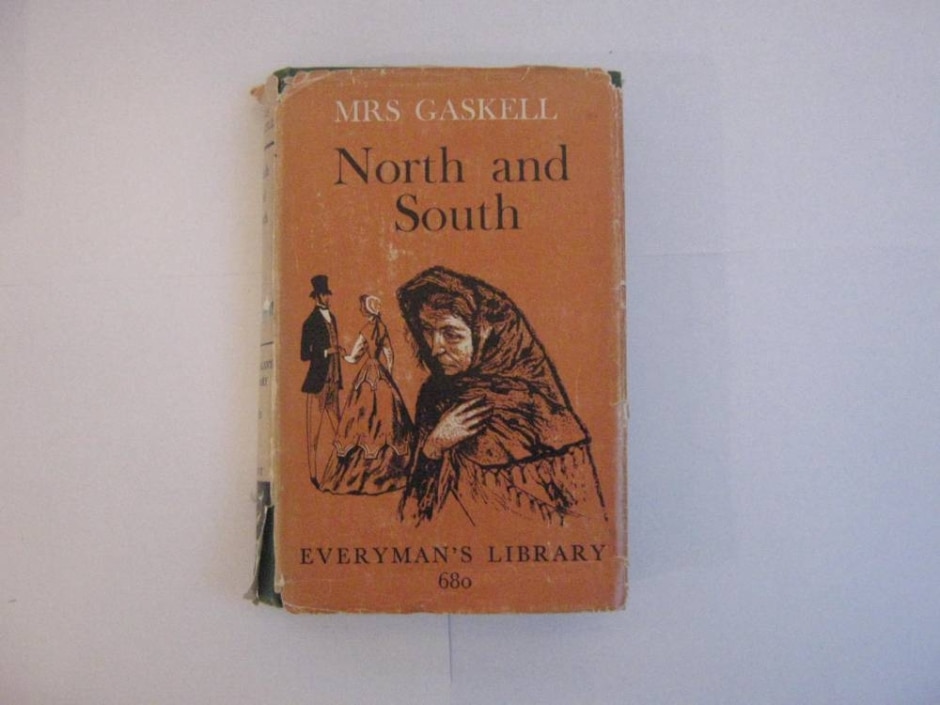 MRS GASKELL
North and
South
EVERYMAN'S LIBRARY
680